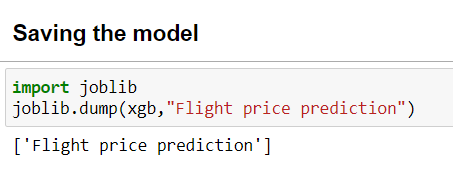 Saving the model
import joblib
joblib.dump(xgb,"Flight price prediction")
['Flight price prediction']